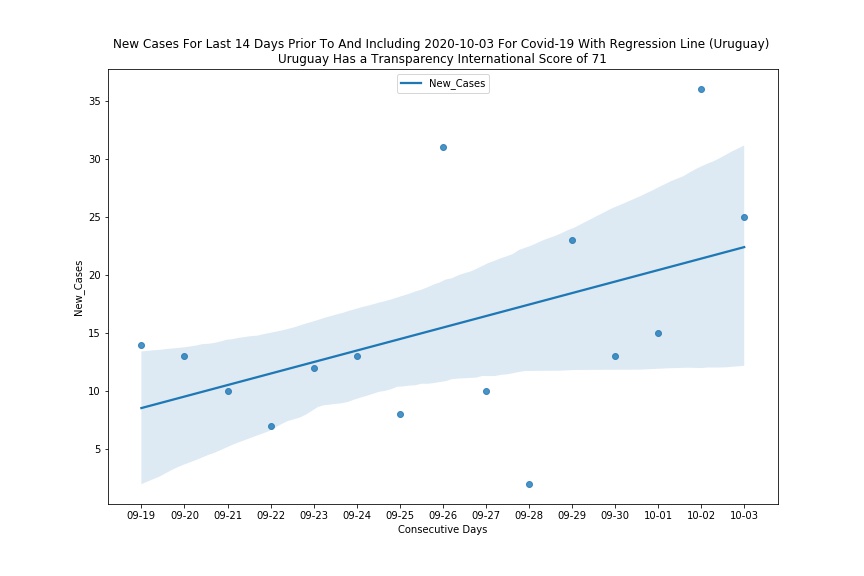 New Cases For Last 14 Days Prior To And Including 2020-10-03 For Covid-19 With Regression Line (Uruguay)
Uruguay Has a Transparency International Score of 71
New_Cases
35
30
25
20
15
10
5
New_Cases
09-19 09-20 09-21 09-22 09-23 09-24 09-25 09-26 09-27 09-28 09-29 09-30 10-01 10-02 10-03
Consecutive Days